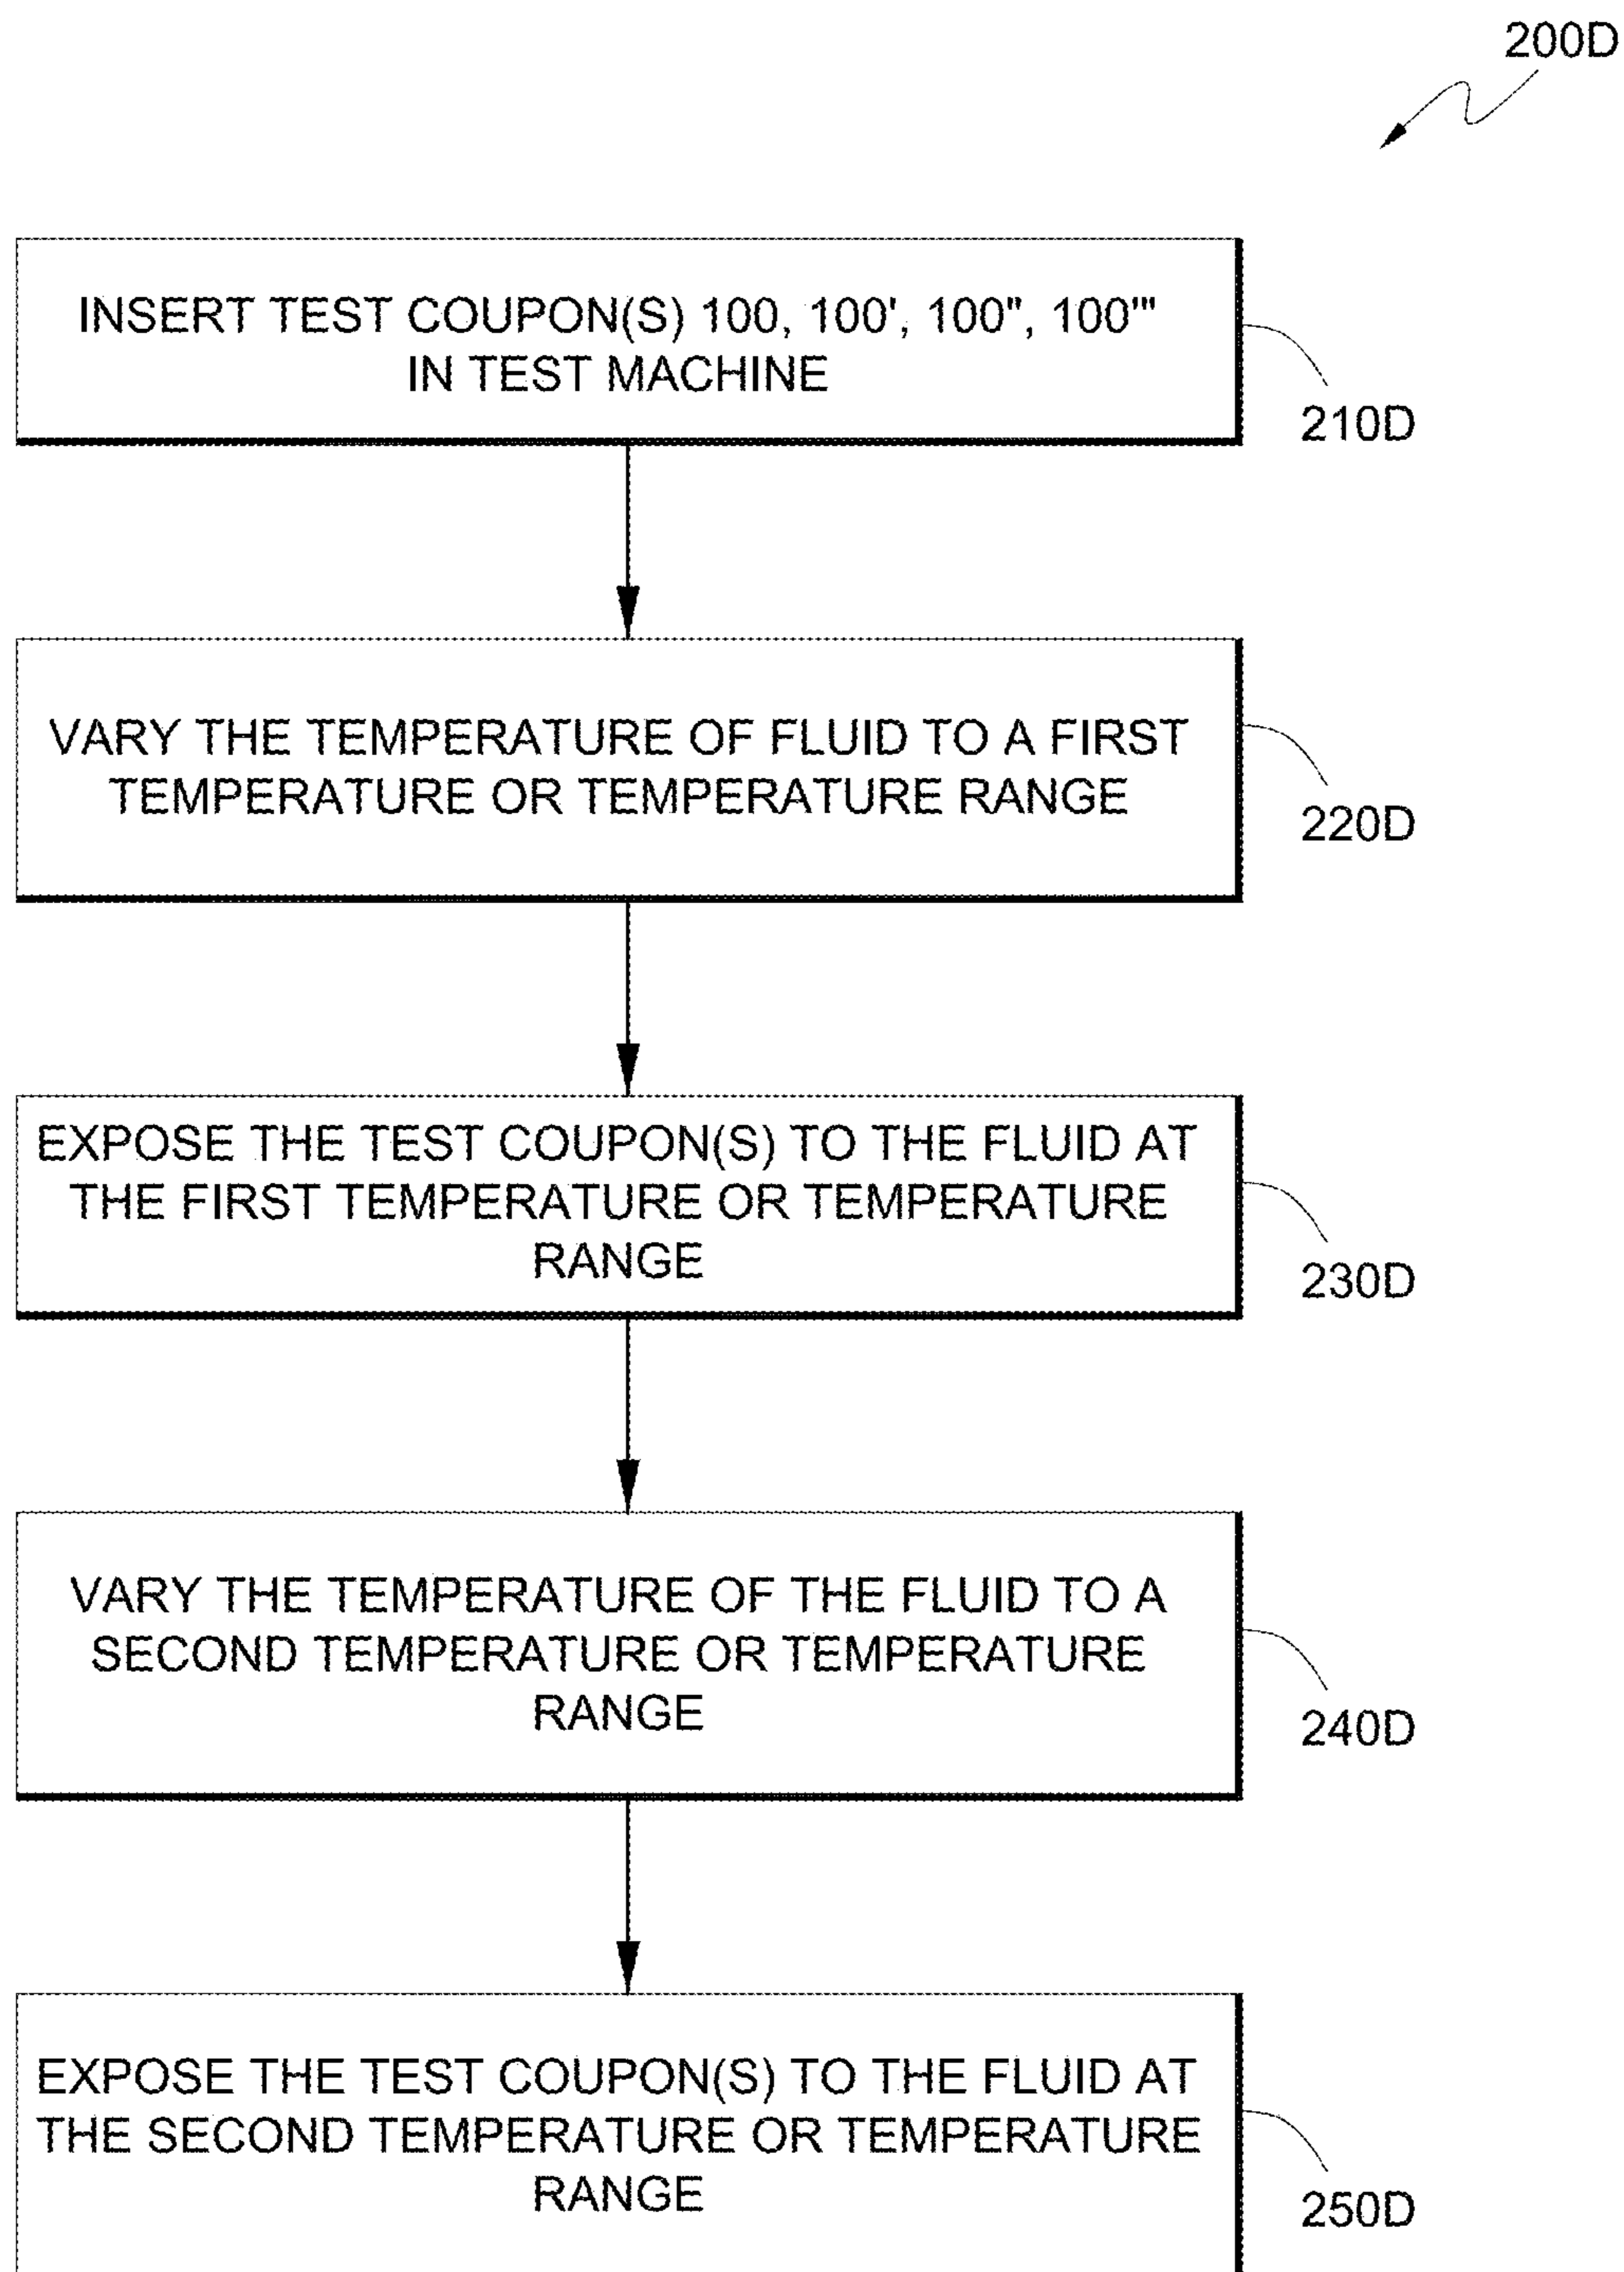 200D
INSERT TEST COUPON(S) 100, 100', 100", 100'"
IN TEST MACHINE
210D
VARY THE TEMPERATURE OF FLUID TO A FIRST
TEMPERATURE OR TEMPERATURE RANGE
220D
EXPOSE THE TEST COUPON(S) TO THE FLUID AT
THE FIRST TEMPERATURE OR TEMPERATURE
RANGE
230D
VARY THE TEMPERATURE OF THE FLUID TO A
SECOND TEMPERATURE OR TEMPERATURE
RANGE
240D
EXPOSE THE TEST COUPON(S) TO THE FLUID AT
THE SECOND TEMPERATURE OR TEMPERATURE
RANGE
250D